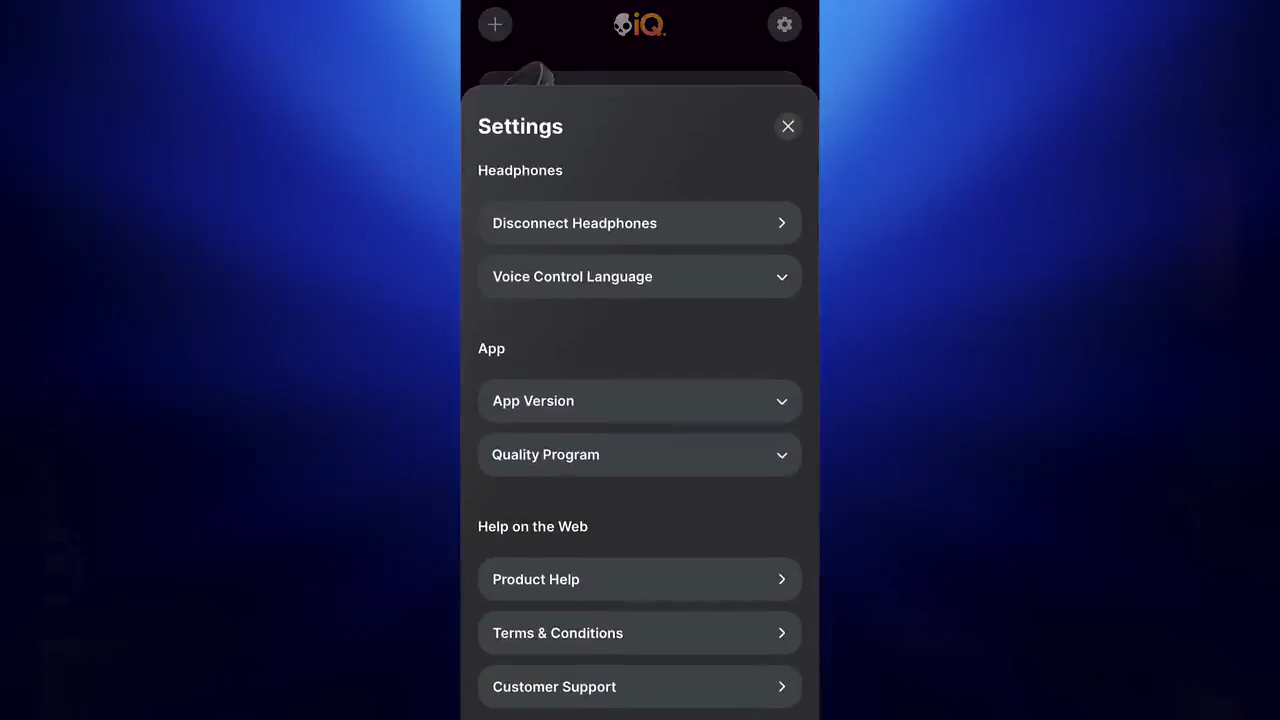 iQ
Settings
Headphones
Disconnect Headphones
Voice Control Language
App
App Version
Quality Program
Help on the Web
Product Help
Terms & Conditions
Customer Support